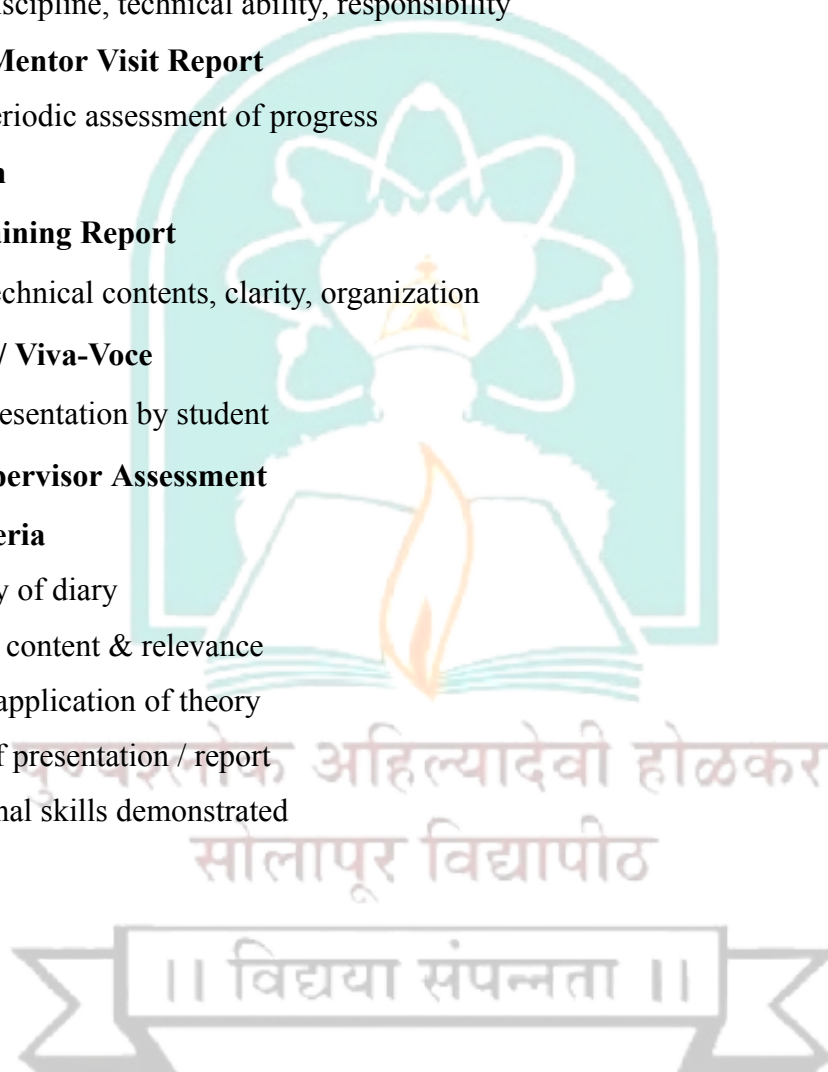 scipline, technical ability, responsibility
Mentor Visit Report
eriodic assessment of progress
n
ining Report
echnical contents, clarity, organization
/ Viva-Voce
esentation by student
pervisor Assessment
eria
y of diary
content & relevance
application of theory
f presentation / report
पुण्यश्लोक अहिल्यादेवी होळकर
nal skills demonstrated
सोलापूर विद्यापीठ
।। विद्यया संपन्नता ।।